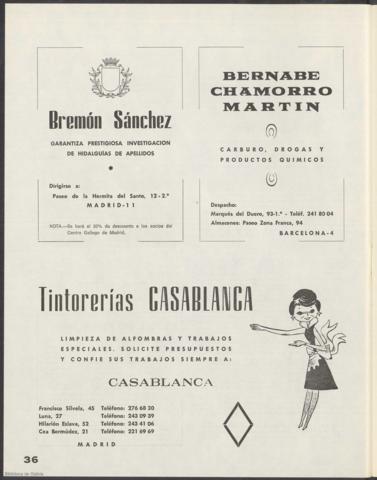 Bremón Sánchez
GARANTIZA PRESTIGIOSA INVESTIGACION
DE HIDALGUÍAS DE APELLIDOS
Dirigirse a:
Paseo de la Hermita del Santo, 12-2.º
MADRID-11
NOTA.—Se hará el 20% de descuento a los socios del
Centro Gallego de Madrid.
BERNABE
CHAMORRO
MARTIN
CARBURO, DROGAS Y
PRODUCTOS QUIMICOS
Despacho:
Marqués del Duero, 93-1.º - Teléf. 241 80 04
Almacenes: Paseo Zona Franca, 94
BARCELONA-4
Tintorerías CASABLANCA
LIMPIEZA DE ALFOMBRAS Y TRABAJOS
ESPECIALES. SOLICITE PRESUPUESTOS
Y CONFIE SUS TRABAJOS SIEMPRE A:
CASABLANCA
Francisco Silvela, 45 Teléfono: 276 68 20
Luna, 27 Teléfono: 243 09 39
Hilarión Eslava, 52 Teléfono: 243 41 06
Cea Bermúdez, 21 Teléfono: 221 69 69
MADRID
36
Biblioteca de Galicia